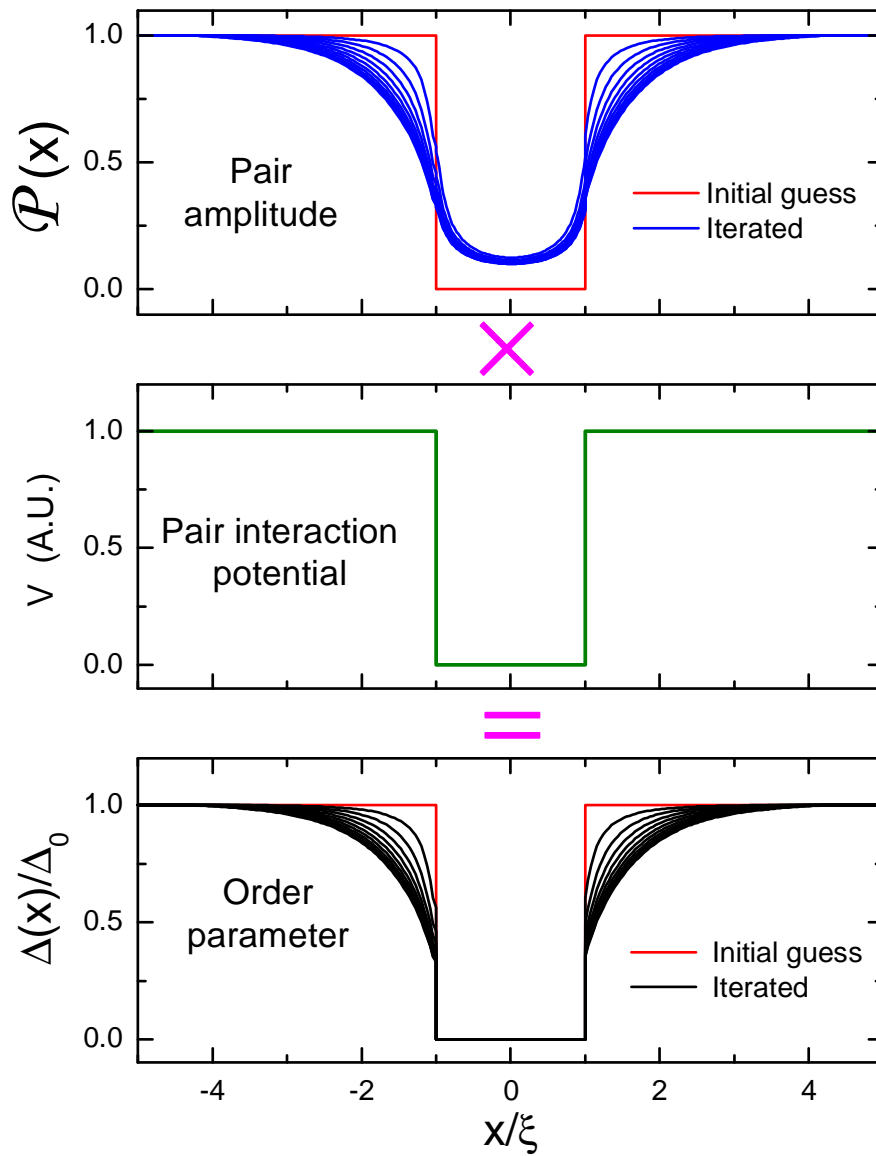 1.0
0.5
0.0
𝒫(x)
Pair
amplitude
Initial guess
Iterated
×
1.0
0.5
0.0
V (A.U.)
Pair interaction
potential
=
1.0
0.5
0.0
Δ(x)/Δ₀
Order
parameter
Initial guess
Iterated
-4 -2 0 2 4
x/ξ